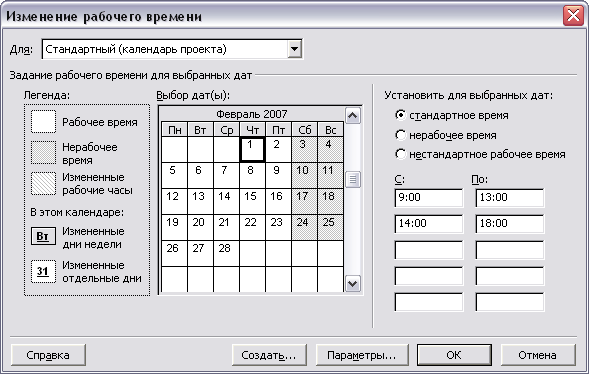 Изменение рабочего времени
Для: Стандартный (календарь проекта)
Задание рабочего времени для выбранных дат
Легенда:
Рабочее время
Нерабочее
время
Измененные
рабочие часы
В этом календаре:
Вт Измененные
дни недели
31 Измененные
отдельные дни
Выбор дат(ы):
Февраль 2007
Пн Вт Ср Чт Пт Сб Вс
1 2 3 4
5 6 7 8 9 10 11
12 13 14 15 16 17 18
19 20 21 22 23 24 25
26 27 28
Установить для выбранных дат:
стандартное время
нерабочее время
нестандартное рабочее время
С: По:
9:00 13:00
14:00 18:00
Справка Создать... Параметры... ОК Отмена